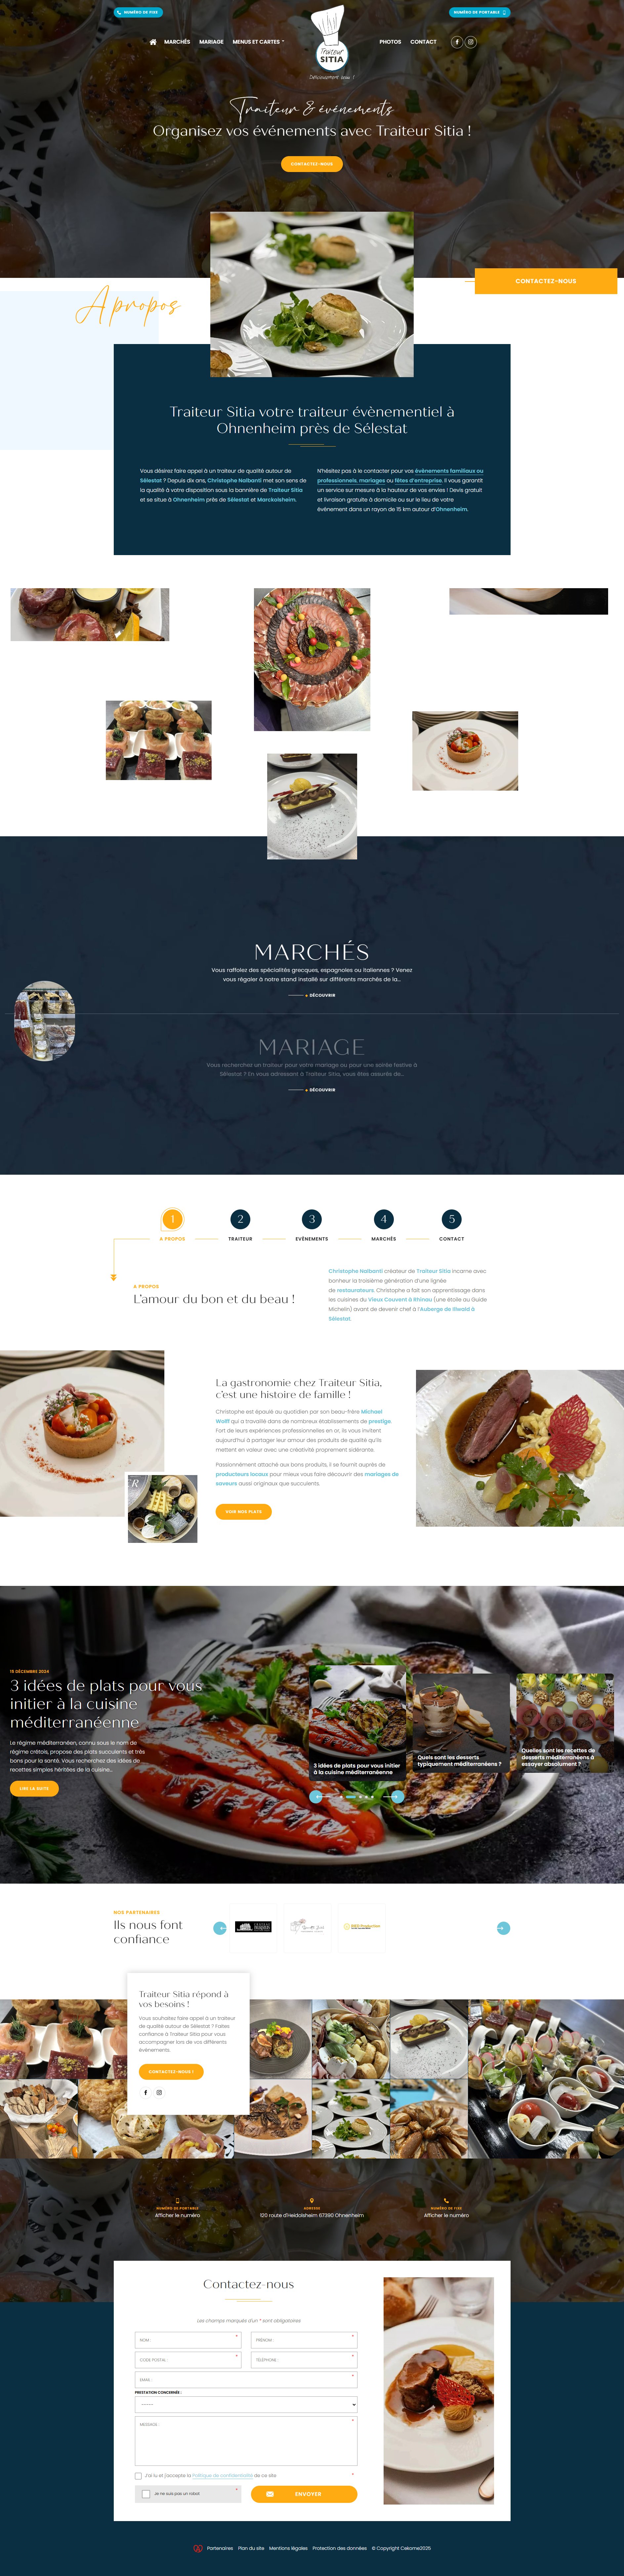 NUMÉRO DE FIXE
NUMÉRO DE PORTABLE
MARCHÉS
MARIAGE
MENUS ET CARTES
Traiteur
SITIA
Délicieusement bon !
PHOTOS
CONTACT
Traiteur & événements
Organisez vos événements avec Traiteur Sitia !
CONTACTEZ-NOUS
CONTACTEZ-NOUS
A propos
Traiteur Sitia votre traiteur évènementiel à
Ohnenheim près de Sélestat
Vous désirez faire appel à un traiteur de qualité autour de
Sélestat ? Depuis dix ans, Christophe Nalbanti met son sens de
la qualité à votre disposition sous la bannière de Traiteur Sitia
et se situe à Ohnenheim près de Sélestat et Marckolsheim.
N'hésitez pas à le contacter pour vos événements familiaux ou
professionnels, mariages ou fêtes d'entreprise. Il vous garantit
un service sur mesure à la hauteur de vos envies ! Devis gratuit
et livraison gratuite à domicile ou sur le lieu de votre
événement dans un rayon de 15 km autour d'Ohnenheim.
MARCHÉS
Vous raffolez des spécialités grecques, espagnoles ou italiennes ? Venez
vous régaler à notre stand installé sur différents marchés de la...
+ DÉCOUVRIR
MARIAGE
Vous recherchez un traiteur pour votre mariage ou pour une soirée festive à
Sélestat ? En vous adressant à Traiteur Sitia, vous êtes assurés de...
+ DÉCOUVRIR
1
2
3
4
5
A PROPOS
TRAITEUR
EVÈNEMENTS
MARCHÉS
CONTACT
A PROPOS
L'amour du bon et du beau !
Christophe Nalbanti créateur de Traiteur Sitia incarne avec
bonheur la troisième génération d'une lignée
de restaurateurs. Christophe a fait son apprentissage dans
les cuisines du Vieux Couvent à Rhinau (une étoile au Guide
Michelin) avant de devenir chef à l'Auberge de Illwald à
Sélestat.
La gastronomie chez Traiteur Sitia,
c'est une histoire de famille !
Christophe est épaulé au quotidien par son beau-frère Michael
Wolff qui a travaillé dans de nombreux établissements de prestige.
Fort de leurs expériences professionnelles en or, ils vous invitent
aujourd'hui à partager leur amour des produits de qualité qu'ils
mettent en valeur avec une créativité proprement sidérante.
Passionnément attaché aux bons produits, il se fournit auprès de
producteurs locaux pour mieux vous faire découvrir des mariages de
saveurs aussi originaux que succulents.
VOIR NOS PLATS
15 DÉCEMBRE 2024
3 idées de plats pour vous
initier à la cuisine
méditerranéenne
Le régime méditerranéen, connu sous le nom de
régime crétois, propose des plats succulents et très
bons pour la santé. Vous recherchez des idées de
recettes simples héritées de la cuisine...
LIRE LA SUITE
3 idées de plats pour vous initier
à la cuisine méditerranéenne
Quels sont les desserts
typiquement méditerranéens ?
Quelles sont les recettes de
desserts méditerranéens à
essayer absolument ?
NOS PARTENAIRES
Ils nous font
confiance
Traiteur Sitia répond à
vos besoins !
Vous souhaitez faire appel à un traiteur
de qualité autour de Sélestat ? Faites
confiance à Traiteur Sitia pour vous
accompagner lors de vos différents
événements.
CONTACTEZ-NOUS !
NUMÉRO DE PORTABLE
Afficher le numéro
ADRESSE
120 route d'Heidolsheim 67390 Ohnenheim
NUMÉRO DE FIXE
Afficher le numéro
Contactez-nous
Les champs marqués d'un * sont obligatoires
NOM :
*
PRÉNOM :
*
CODE POSTAL :
*
TÉLÉPHONE :
*
EMAIL :
*
PRESTATION CONCERNÉE :
MESSAGE :
*
J'ai lu et j'accepte la Politique de confidentialité de ce site
*
Je ne suis pas un robot
*
ENVOYER
Partenaires
Plan du site
Mentions légales
Protection des données
© Copyright Cekome2025